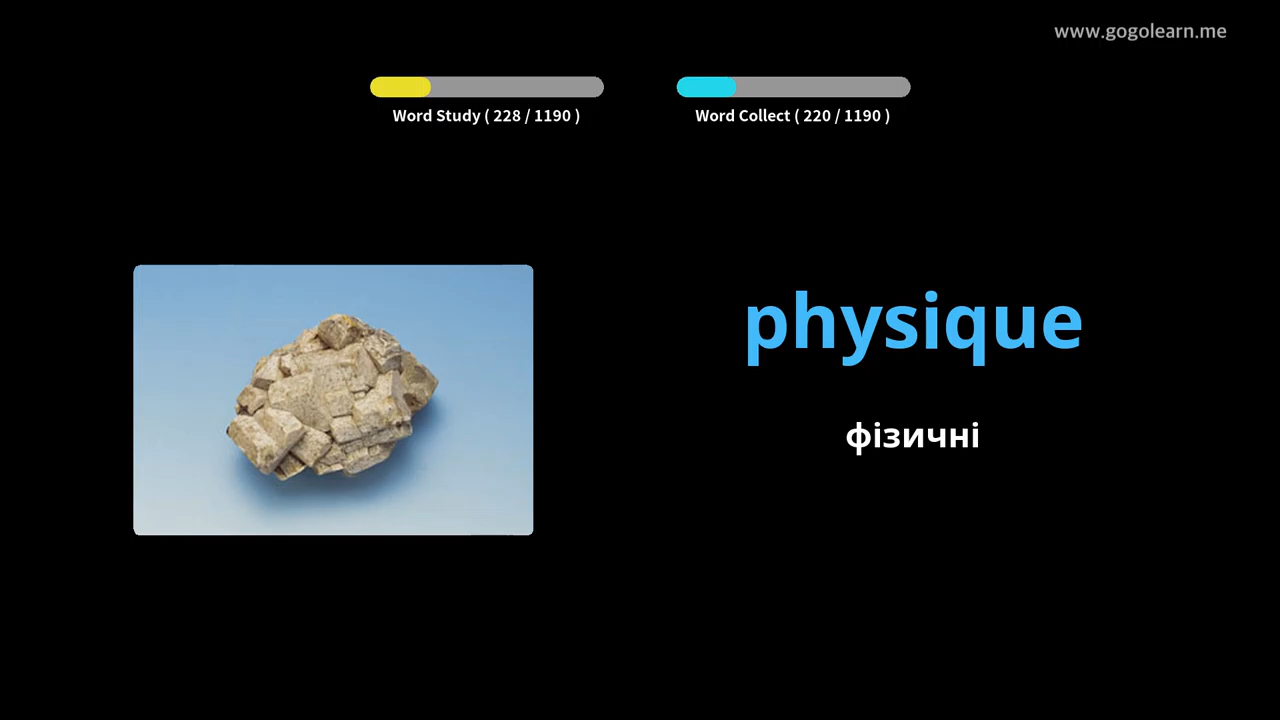 www.gogolearn.me
Word Study ( 228 / 1190 )
Word Collect ( 220 / 1190 )
physique
фізичні